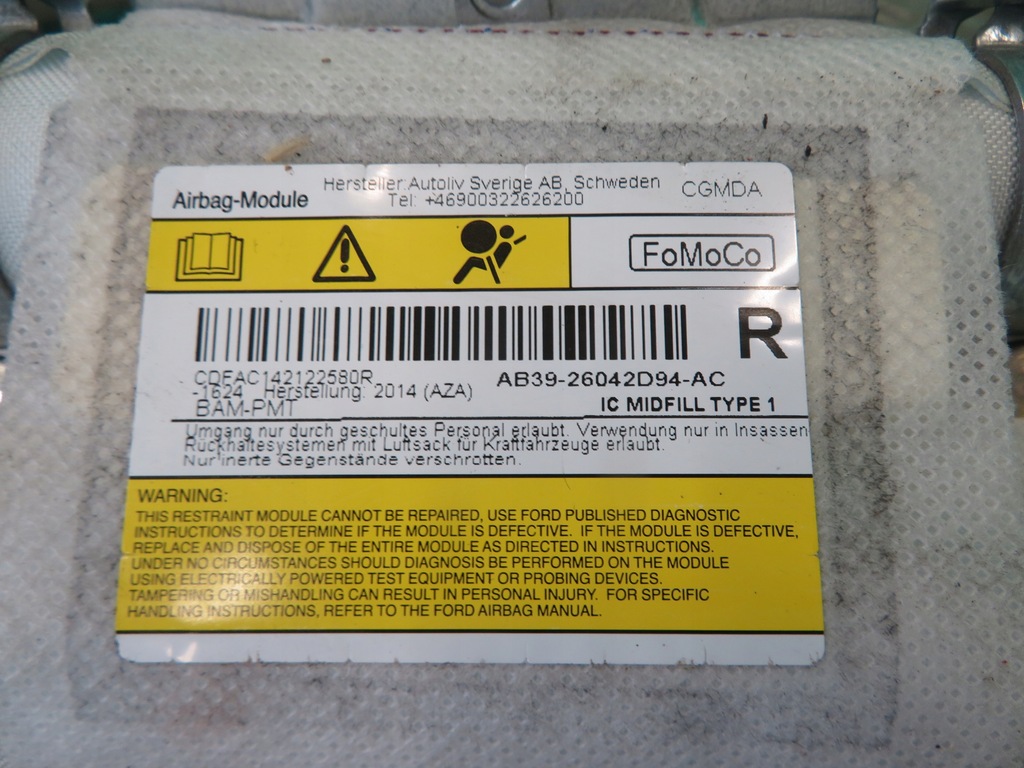 Airbag-Module
Hersteller:Autoliv Sverige AB, Schweden
Tel: +46900322626200
CGMDA
FoMoCo
R
CDFAC142122580R
-1624 Herstellung: 2014 (AZA)
BAM-PMT
AB39-26042D94-AC
IC MIDFILL TYPE 1
Umgang nur durch geschultes Personal erlaubt. Verwendung nur in Insassen
Rückhaltesystemen mit Luftsack für Kraftfahrzeuge erlaubt.
Nur inerte Gegenstände verschrotten.
WARNING:
THIS RESTRAINT MODULE CANNOT BE REPAIRED, USE FORD PUBLISHED DIAGNOSTIC
INSTRUCTIONS TO DETERMINE IF THE MODULE IS DEFECTIVE. IF THE MODULE IS DEFECTIVE,
REPLACE AND DISPOSE OF THE ENTIRE MODULE AS DIRECTED IN INSTRUCTIONS.
UNDER NO CIRCUMSTANCES SHOULD DIAGNOSIS BE PERFORMED ON THE MODULE
USING ELECTRICALLY POWERED TEST EQUIPMENT OR PROBING DEVICES.
TAMPERING OR MISHANDLING CAN RESULT IN PERSONAL INJURY. FOR SPECIFIC
HANDLING INSTRUCTIONS, REFER TO THE FORD AIRBAG MANUAL.